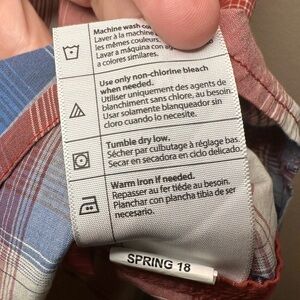 Machine wash
Laver à la machine
les mêmes couleurs.
Lavar a máquina con
a colores similares.
Use only non-chlorine bleach
when needed.
Utiliser uniquement des agents de
blanchiment sans chlore, au besoin.
Usar solamente blanqueador sin
cloro cuando lo necesite.
Tumble dry low.
Sécher par culbutage à réglage bas.
Secar en secadora en ciclo delicado.
Warm iron if needed.
Repasser au fer tiède au besoin.
Planchar con plancha tibia de ser
necesario.
SPRING 18